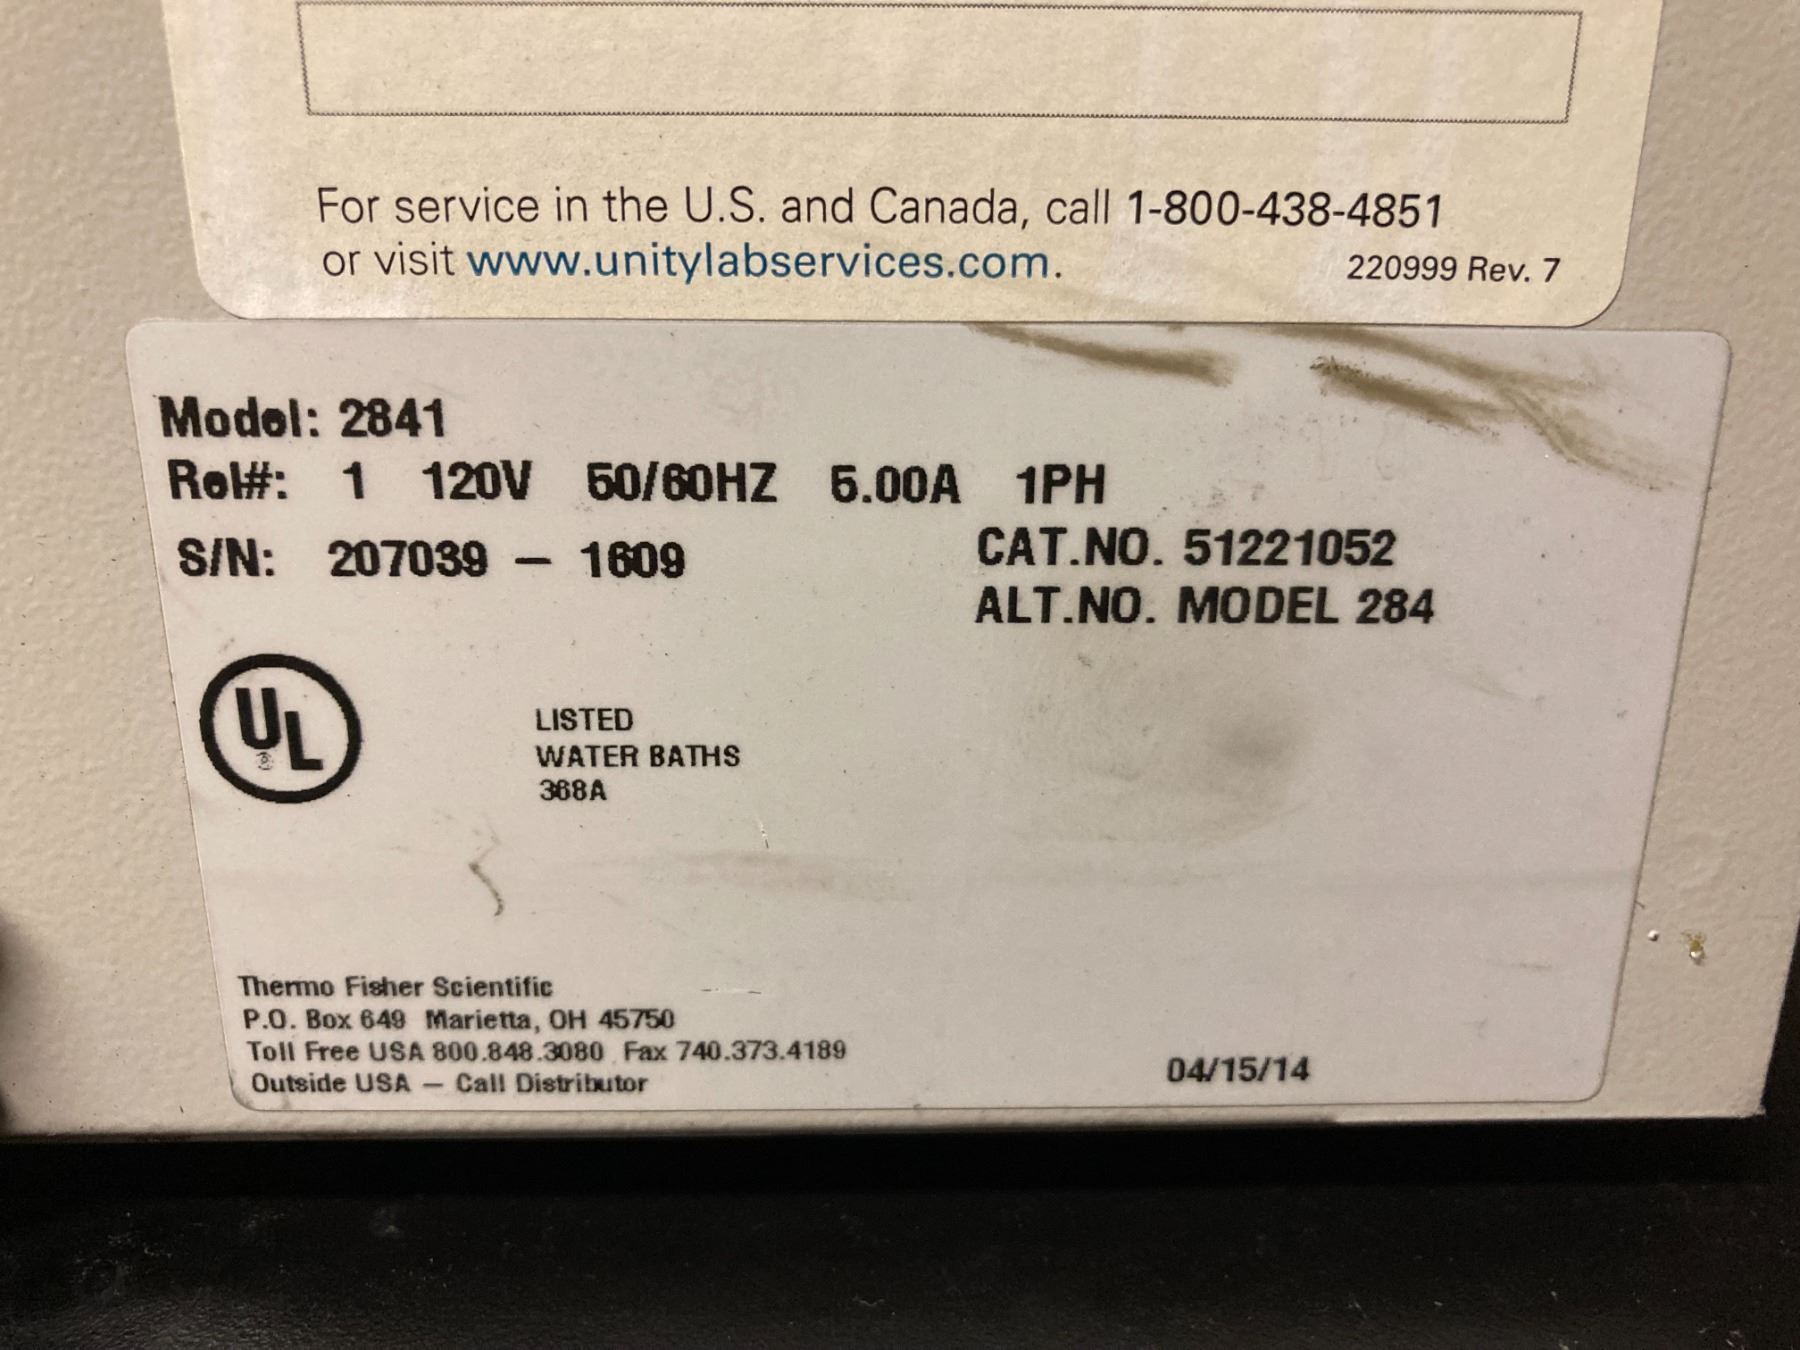 For service in the U.S. and Canada, call 1-800-438-4851
or visit www.unitylabservices.com.
220999 Rev. 7
Model: 2841
Rel#: 1 120V 50/60HZ 5.00A 1PH
S/N: 207039 – 1609
CAT.NO. 51221052
ALT.NO. MODEL 284
UL
LISTED
WATER BATHS
368A
Thermo Fisher Scientific
P.O. Box 649 Marietta, OH 45750
Toll Free USA 800.848.3080 Fax 740.373.4189
Outside USA – Call Distributor
04/15/14